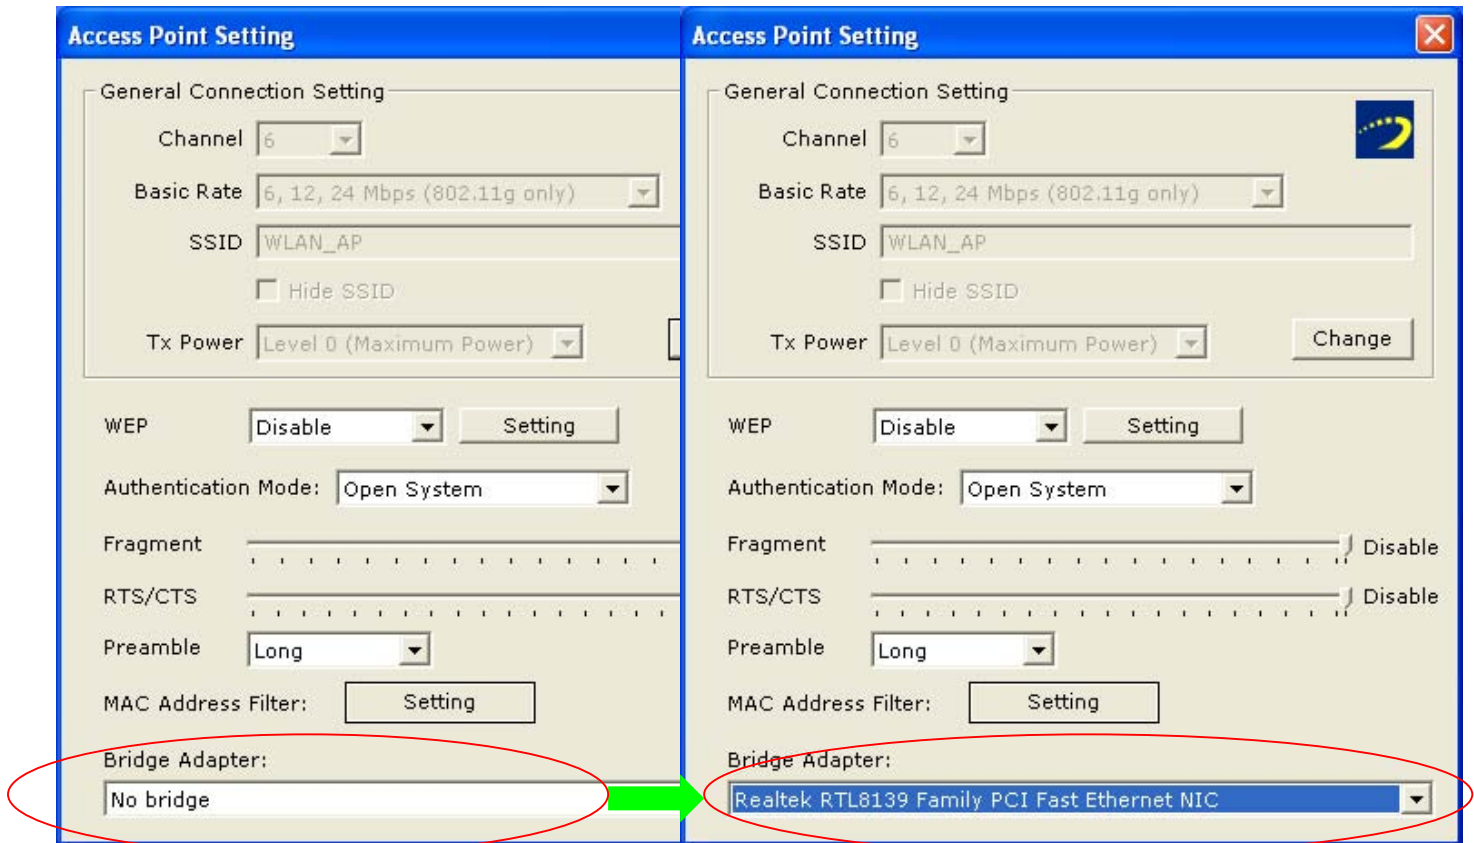 Access Point Setting
General Connection Setting
Channel 6
Basic Rate 6, 12, 24 Mbps (802.11g only)
SSID WLAN_AP
Hide SSID
Tx Power Level 0 (Maximum Power)
WEP Disable Setting
Authentication Mode: Open System
Fragment
RTS/CTS
Preamble Long
MAC Address Filter: Setting
Bridge Adapter:
No bridge
Access Point Setting
General Connection Setting
Channel 6
Basic Rate 6, 12, 24 Mbps (802.11g only)
SSID WLAN_AP
Hide SSID
Tx Power Level 0 (Maximum Power) Change
WEP Disable Setting
Authentication Mode: Open System
Fragment Disable
RTS/CTS Disable
Preamble Long
MAC Address Filter: Setting
Bridge Adapter:
Realtek RTL8139 Family PCI Fast Ethernet NIC